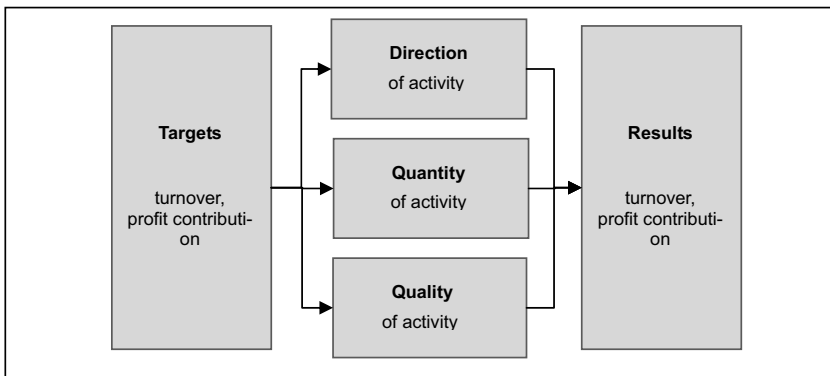 Targets
turnover,
profit contributi-
on
Direction
of activity
Quantity
of activity
Quality
of activity
Results
turnover,
profit contributi-
on